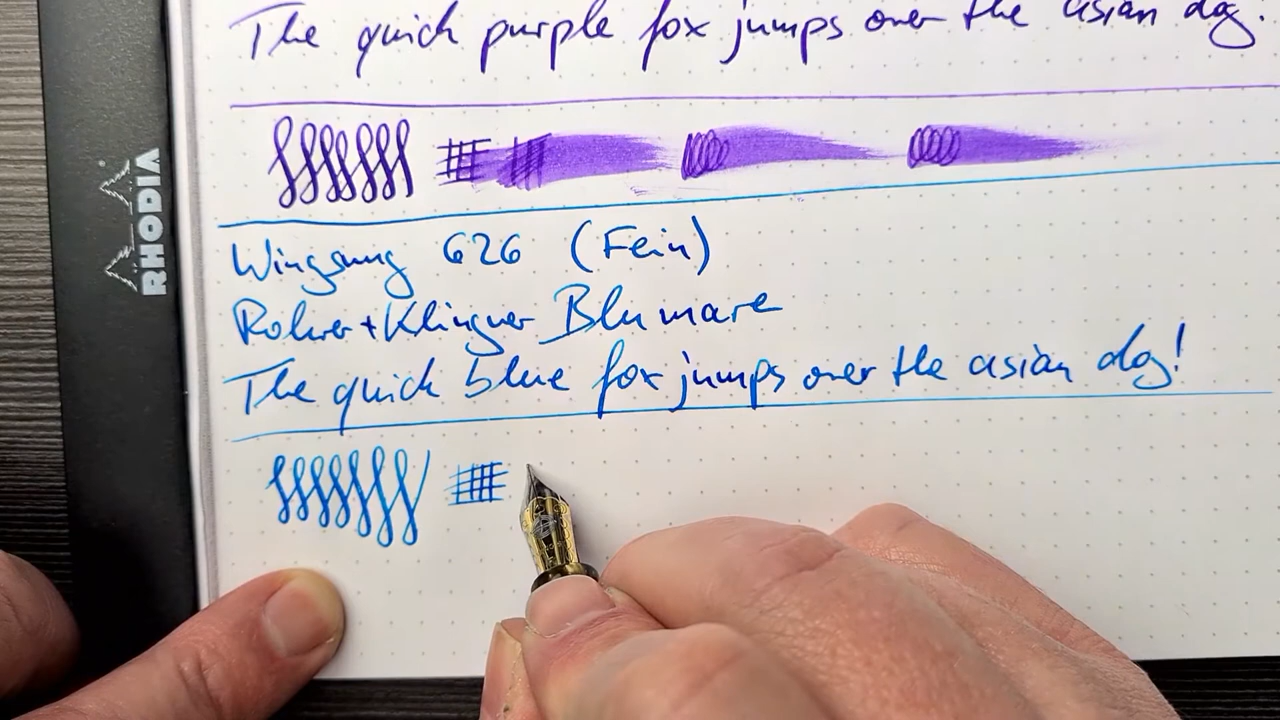 The quick purple fox jumps over the asian dog.
RHODIA
Wingsung 626 (Fein)
Rohrer+Klingner Blu mare
The quick blue fox jumps over the asian dog!